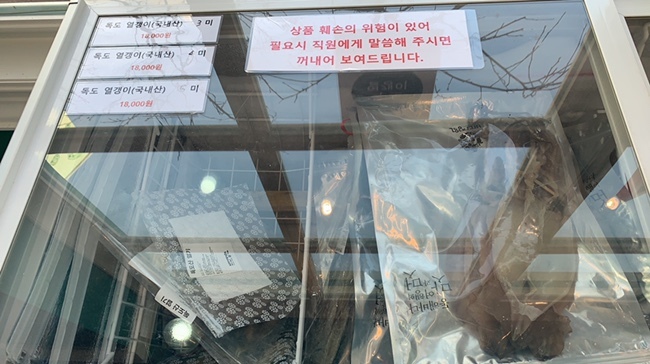 독도 열갱이(국내산) 3 미
14,000원
독도 열갱이(국내산) 4 미
18,000원
독도 열갱이(국내산) 5 미
18,000원
상품 훼손의 위험이 있어
필요시 직원에게 말씀해 주시면
꺼내어 보여드립니다.